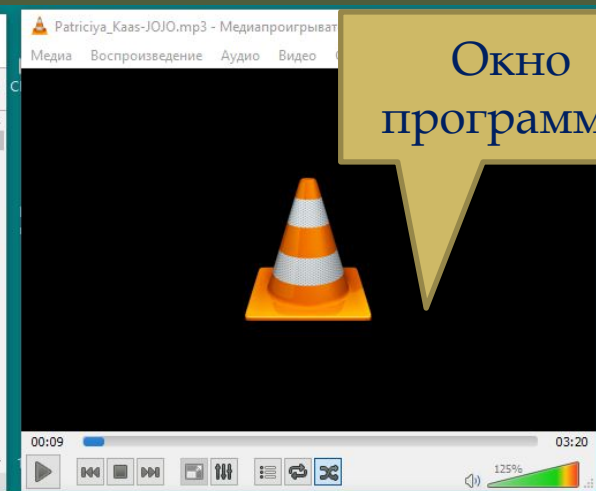 Patriciya_Kaas-JOJO.mp3 - Медиапроигрыват
Медиа Воспроизведение Аудио Видео
Окно
программ
00:09 03:20
125%